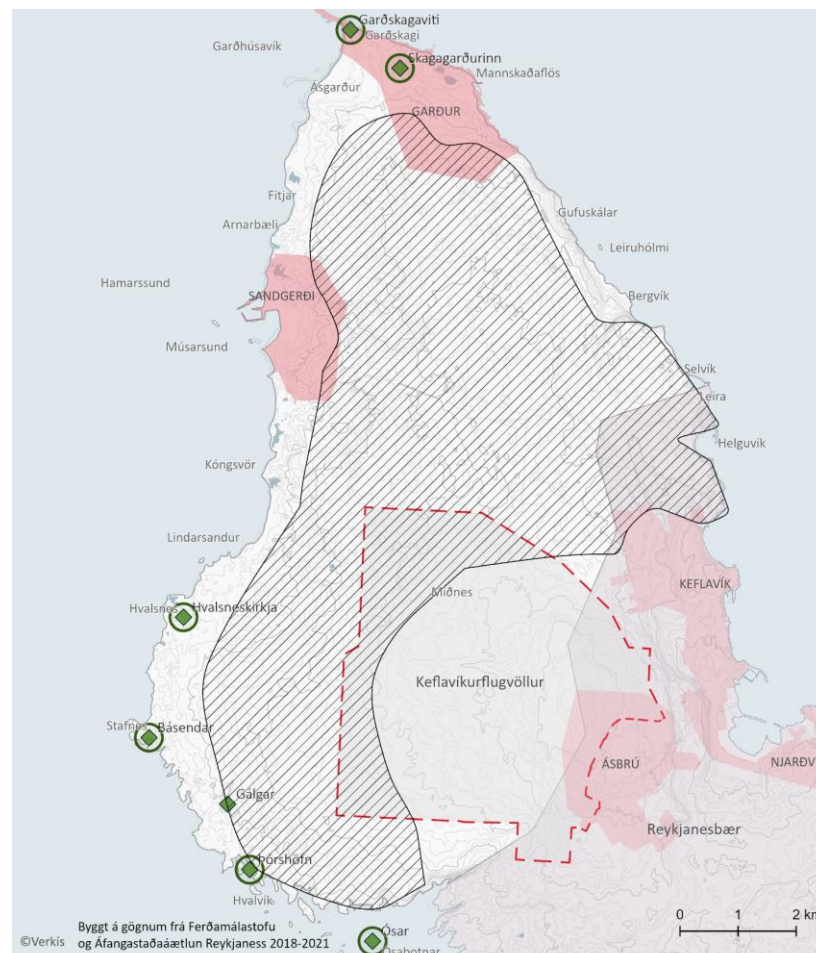 Garðskagaviti
Garðskagi
Garðhúsavík
Skagagarðurinn
Mannskaðaflös
Ásgarður
GARÐUR
Fitjar
Gufuskálar
Arnarbæli
Leiruhólmi
Hamarssund
SANDGERÐI
Bergvík
Músarsund
Selvík
Leira
Helguvík
Kóngsvör
Lindarsandur
KEFLAVÍK
Miðnes
Hvalsnes
Hvalsneskirkja
Keflavíkurflugvöllur
Stafnes
Básendar
ÁSBRÚ
NJARÐV
Gálgar
Reykjanesbær
Þórshöfn
Hvalvík
0 1 2 km
©Verkís
Byggt á gögnum frá Ferðamálastofu
og Áfangastaðaáætlun Reykjaness 2018-2021
Ósar
Ósabotnar